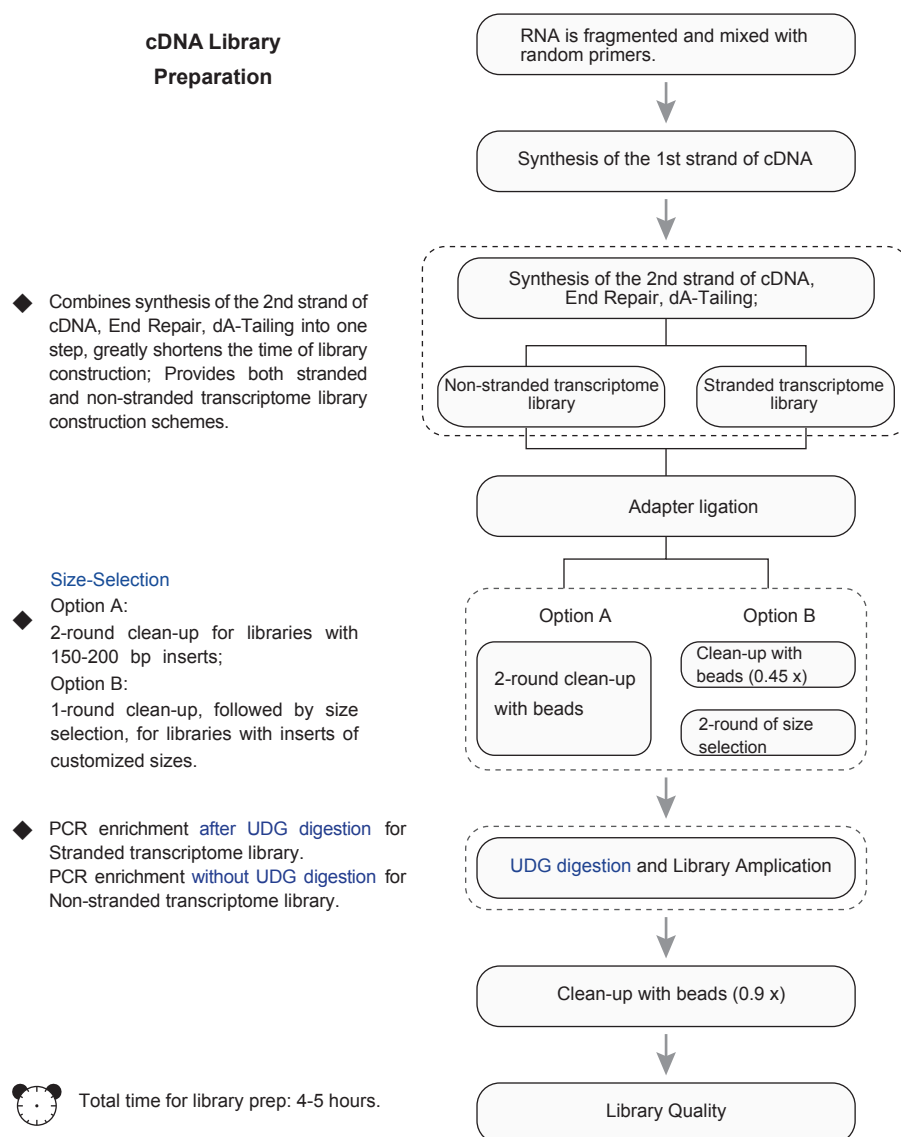 cDNA Library
Preparation
RNA is fragmented and mixed with
random primers.
Synthesis of the 1st strand of cDNA
Synthesis of the 2nd strand of cDNA,
End Repair, dA-Tailing;
Non-stranded transcriptome
library
Stranded transcriptome
library
Combines synthesis of the 2nd strand of
cDNA, End Repair, dA-Tailing into one
step, greatly shortens the time of library
construction; Provides both stranded
and non-stranded transcriptome library
construction schemes.
Adapter ligation
Size-Selection
Option A:
2-round clean-up for libraries with
150-200 bp inserts;
Option B:
1-round clean-up, followed by size
selection, for libraries with inserts of
customized sizes.
Option A
2-round clean-up
with beads
Option B
Clean-up with
beads (0.45 x)
2-round of size
selection
PCR enrichment after UDG digestion for
Stranded transcriptome library.
PCR enrichment without UDG digestion for
Non-stranded transcriptome library.
UDG digestion and Library Amplication
Clean-up with beads (0.9 x)
Total time for library prep: 4-5 hours.
Library Quality